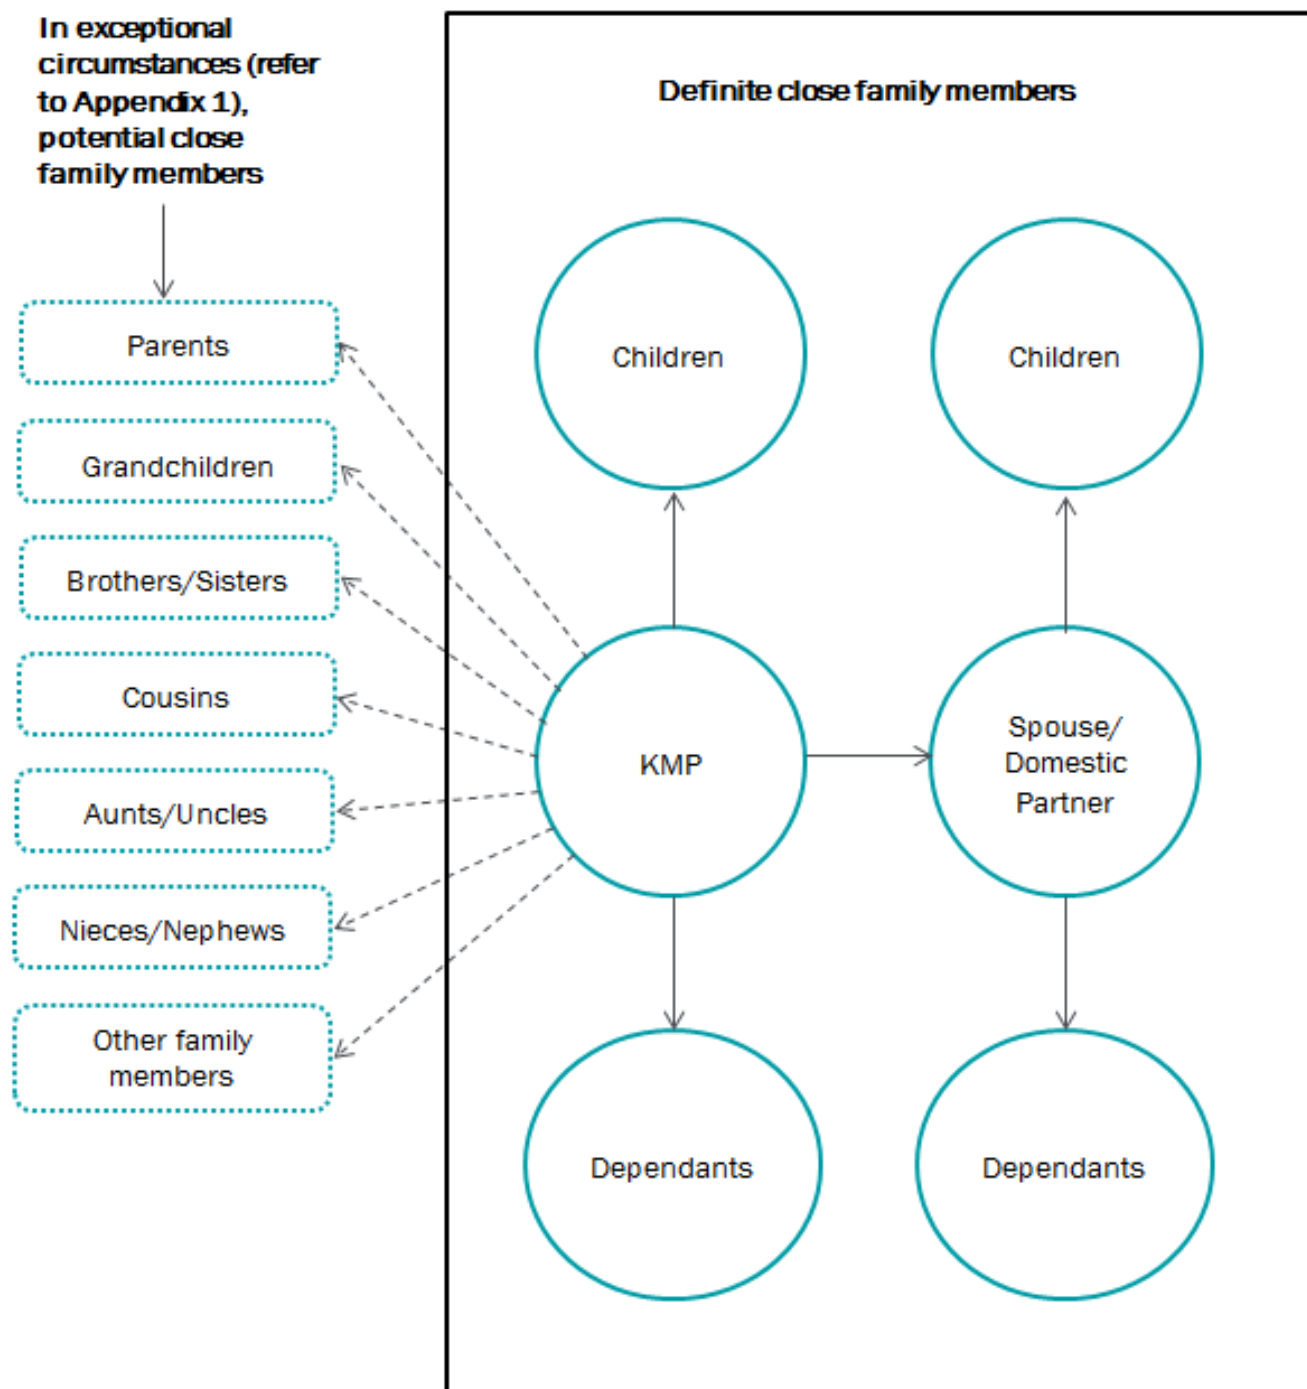 In exceptional
circumstances (refer
to Appendix 1),
potential close
family members
Definite close family members
Parents
Grandchildren
Brothers/Sisters
Cousins
Aunts/Uncles
Nieces/Nephews
Other family
members
Children
Children
KMP
Spouse/
Domestic
Partner
Dependants
Dependants